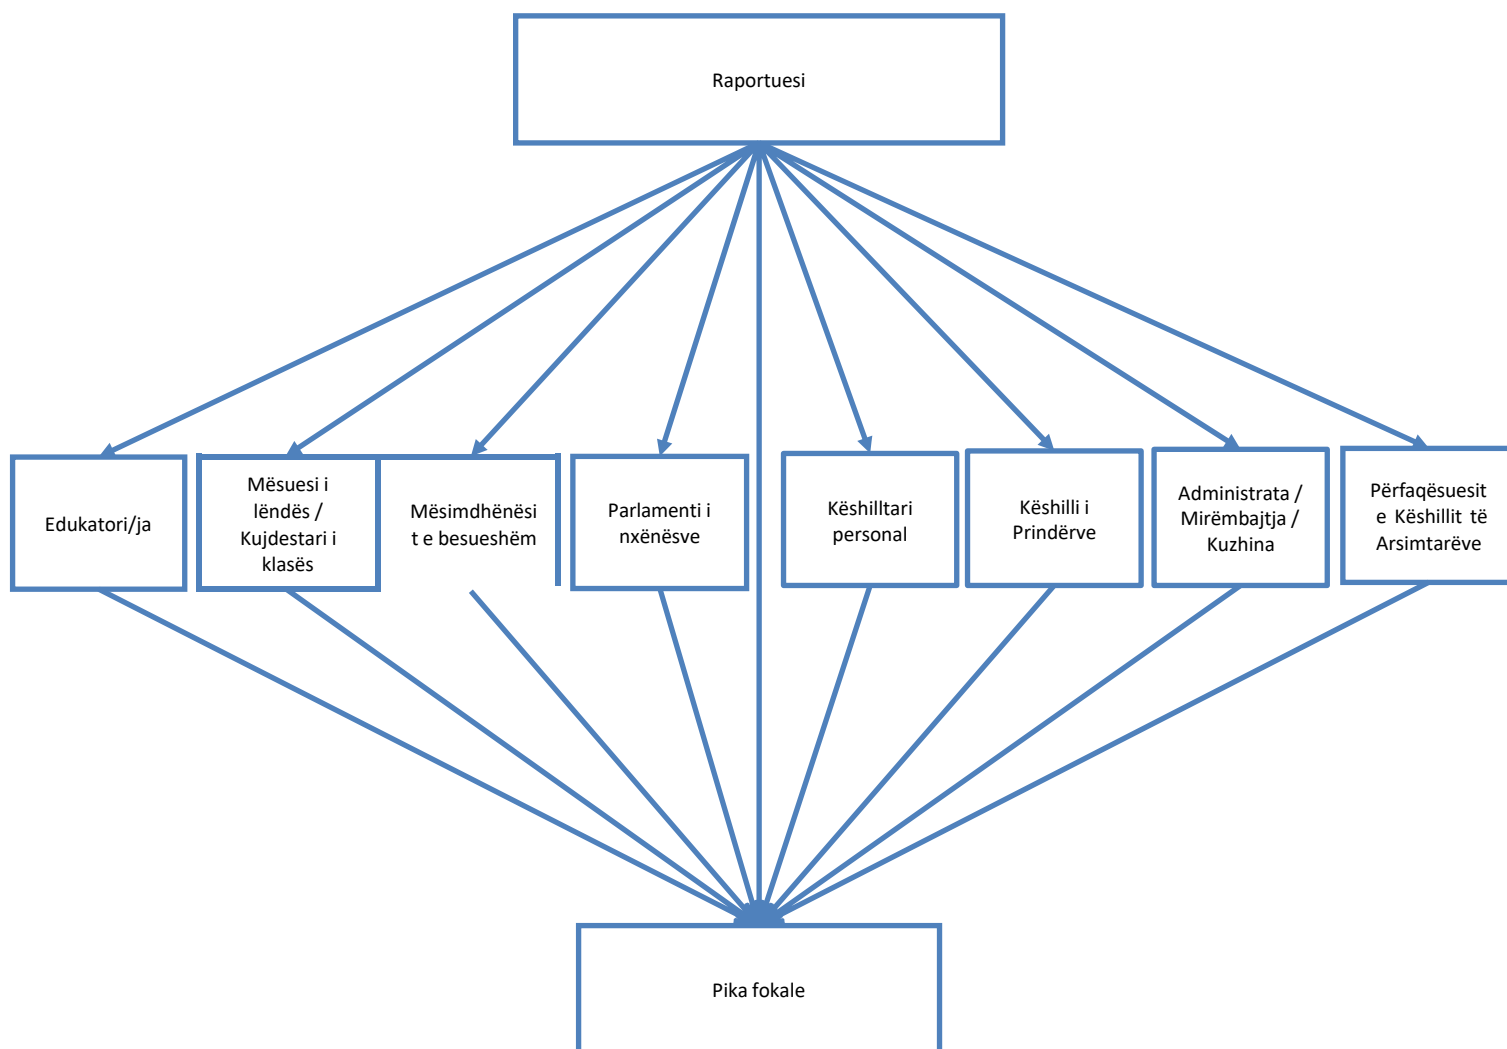 Raportuesi
Edukatori/ja
Mësuesi i
lëndës /
Kujdestari i
klasës
Mësimdhënësi
t e besueshëm
Parlamenti i
nxënësve
Këshilltari
personal
Këshilli i
Prindërve
Administrata /
Mirëmbajtja /
Kuzhina
Përfaqësuesit
e Këshillit të
Arsimtarëve
Pika fokale